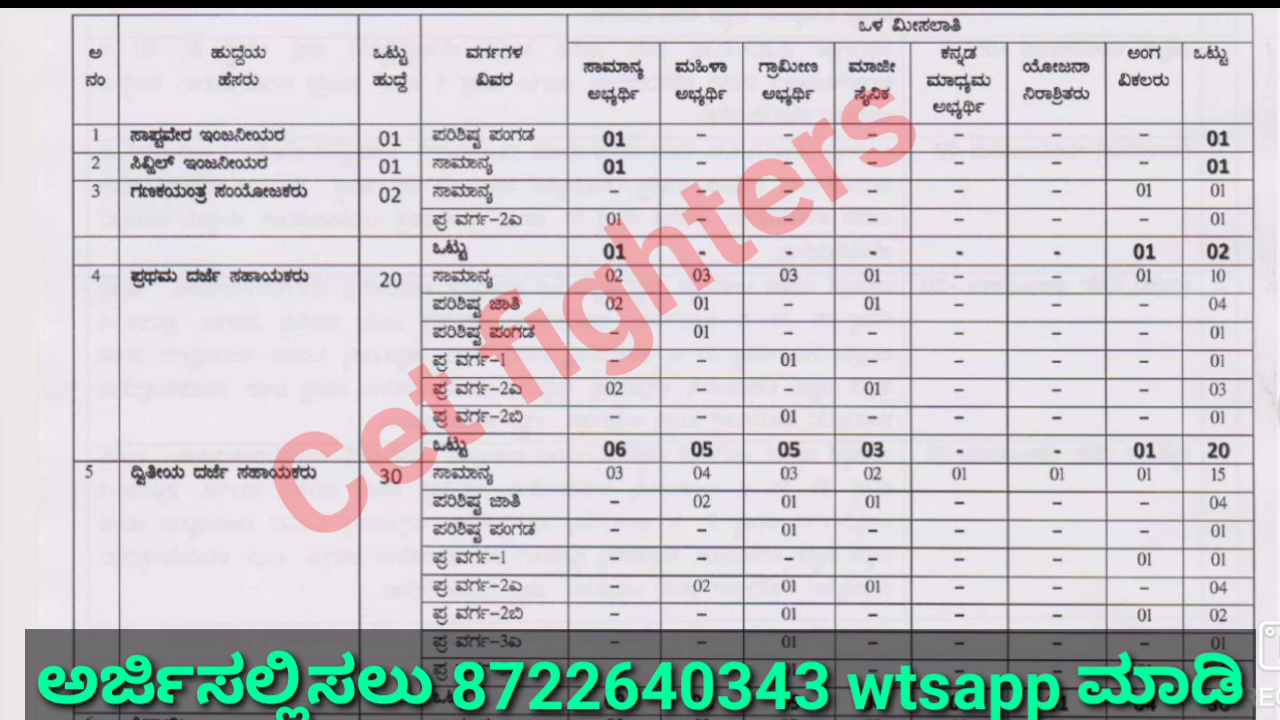 ಒಳ ಮೀಸಲಾತಿ
ಅ ನಂ ಹುದ್ದೆಯ ಹೆಸರು ಒಟ್ಟು ಹುದ್ದೆ ವರ್ಗಗಳ ವಿವರ ಸಾಮಾನ್ಯ ಅಭ್ಯರ್ಥಿ ಮಹಿಳಾ ಅಭ್ಯರ್ಥಿ ಗ್ರಾಮೀಣ ಅಭ್ಯರ್ಥಿ ಮಾಜೀ ಸೈನಿಕ ಕನ್ನಡ ಮಾಧ್ಯಮ ಅಭ್ಯರ್ಥಿ ಯೋಜನಾ ನಿರಾಶ್ರಿತರು ಅಂಗ ವಿಕಲರು ಒಟ್ಟು
1 ಸಾಫ್ಟವೇರ ಇಂಜನೀಯರ 01 ಪರಿಶಿಷ್ಟ ಪಂಗಡ 01 – – – – – – 01
2 ಸಿವ್ಹಿಲ್ ಇಂಜನೀಯರ 01 ಸಾಮಾನ್ಯ 01 – – – – – – 01
3 ಗಣಕಯಂತ್ರ ಸಂಯೋಜಕರು 02 ಸಾಮಾನ್ಯ – – – – – – 01 01
ಪ್ರ ವರ್ಗ-2ಎ 01 – – – – – – 01
ಒಟ್ಟು 01 - - - - - 01 02
4 ಪ್ರಥಮ ದರ್ಜೆ ಸಹಾಯಕರು 20 ಸಾಮಾನ್ಯ 02 03 03 01 – – 01 10
ಪರಿಶಿಷ್ಟ ಜಾತಿ 02 01 – 01 – – – 04
ಪರಿಶಿಷ್ಟ ಪಂಗಡ – 01 – – – – – 01
ಪ್ರ ವರ್ಗ-1 – – 01 – – – – 01
ಪ್ರ ವರ್ಗ-2ಎ 02 – – 01 – – – 03
ಪ್ರ ವರ್ಗ-2ಬಿ – – 01 – – – – 01
ಒಟ್ಟು 06 05 05 03 - - 01 20
5 ದ್ವಿತೀಯ ದರ್ಜೆ ಸಹಾಯಕರು 30 ಸಾಮಾನ್ಯ 03 04 03 02 01 01 01 15
ಪರಿಶಿಷ್ಟ ಜಾತಿ – 02 01 01 – – – 04
ಪರಿಶಿಷ್ಟ ಪಂಗಡ – – 01 – – – – 01
ಪ್ರ ವರ್ಗ-1 – – – – – – 01 01
ಪ್ರ ವರ್ಗ-2ಎ – 02 01 01 – – – 04
ಪ್ರ ವರ್ಗ-2ಬಿ – – 01 – – – 01 02
ಪ್ರ ವರ್ಗ-3ಎ – – 01 – – – – 01
Cet fighters
ಅರ್ಜಿಸಲ್ಲಿಸಲು 8722640343 wtsapp ಮಾಡಿ